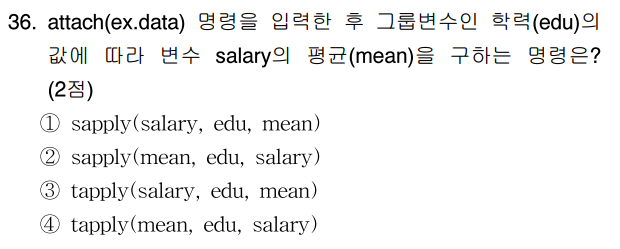 36. attach(ex.data) 명령을 입력한 후 그룹변수인 학력(edu)의
값에 따라 변수 salary의 평균(mean)을 구하는 명령은?
(2점)
① sapply(salary, edu, mean)
② sapply(mean, edu, salary)
③ tapply(salary, edu, mean)
④ tapply(mean, edu, salary)